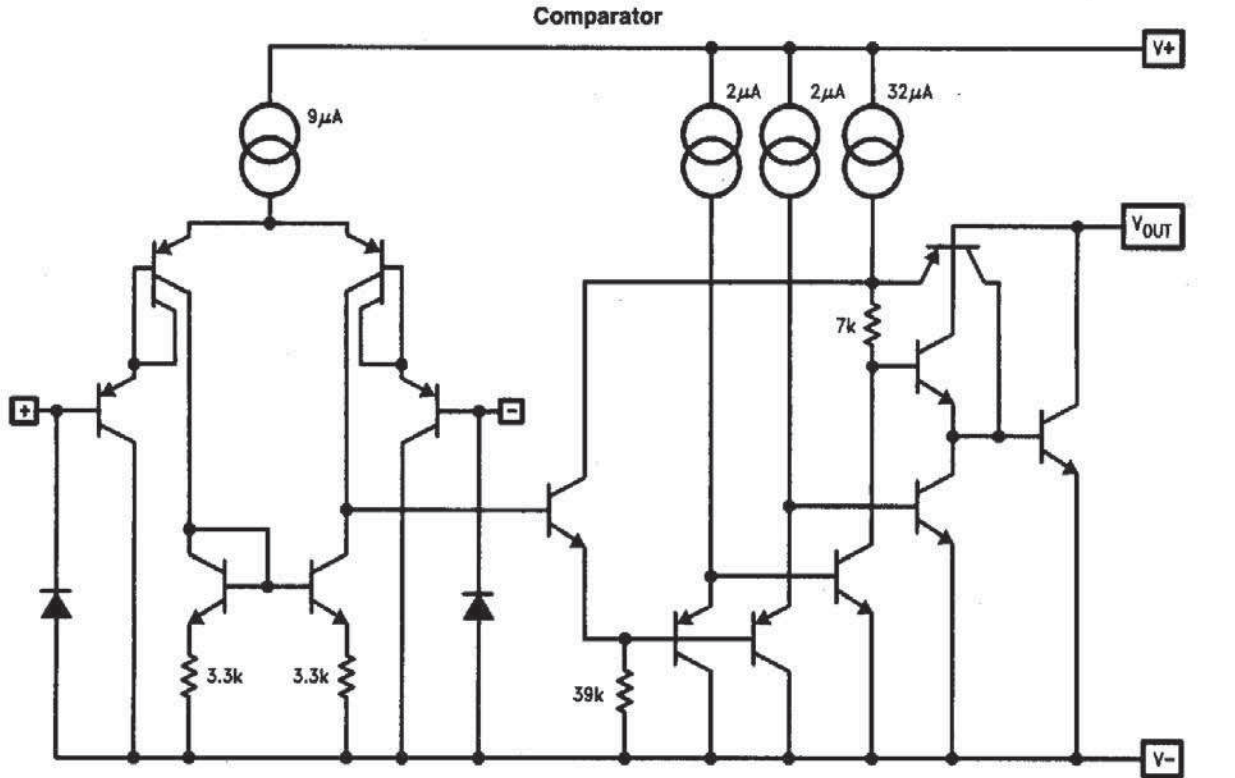 Comparator
V+
9μA
2μA
2μA
32μA
VOUT
7k
+
-
3.3k
3.3k
39k
V-